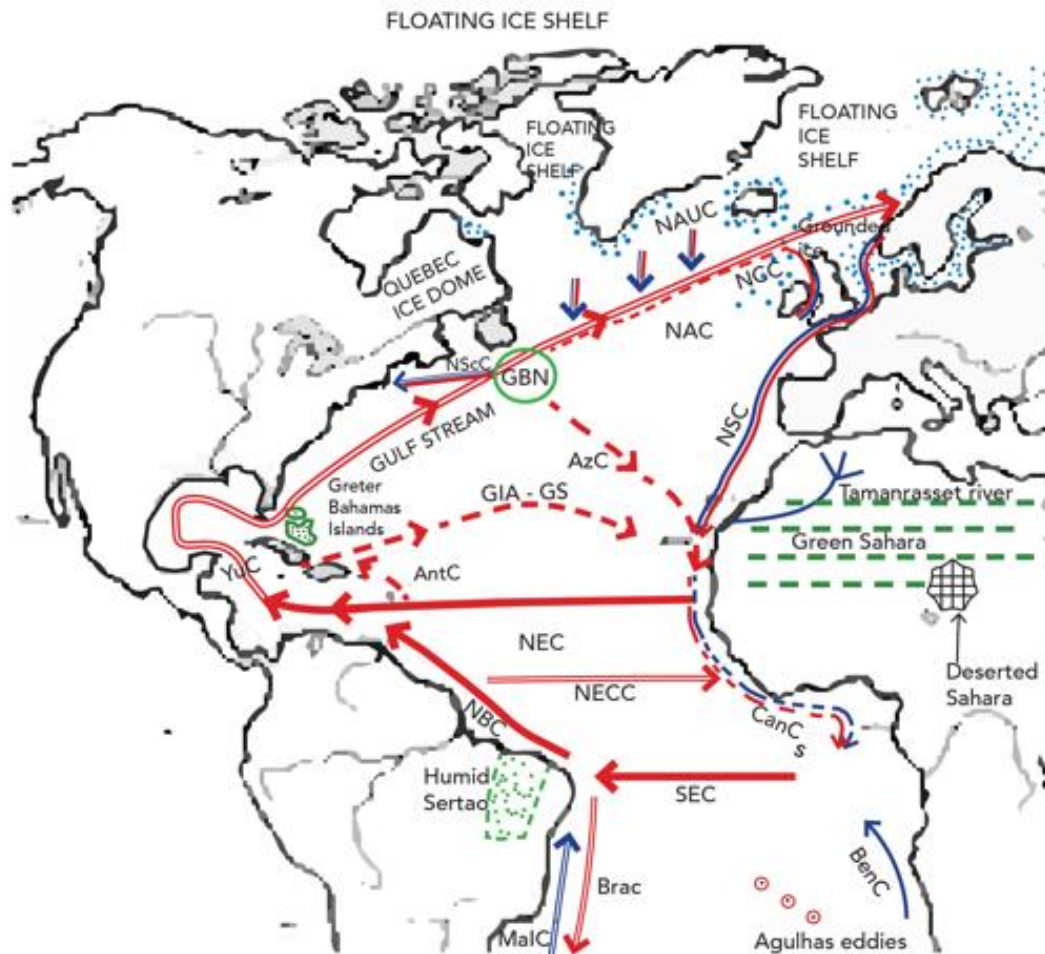 FLOATING ICE SHELF
FLOATING
ICE
SHELF
FLOATING
ICE
SHELF
NAUC
Grounded
ice
QUEBEC
ICE DOME
NGC
NAC
NScC
GBN
GULF STREAM
NSC
AzC
Greter
Bahamas
Islands
GIA - GS
Tamanrasset river
Green Sahara
YuC
AntC
NEC
Deserted
Sahara
NECC
CanC
s
NBC
Humid
Sertao
SEC
BenC
Brac
MalC
Agulhas eddies